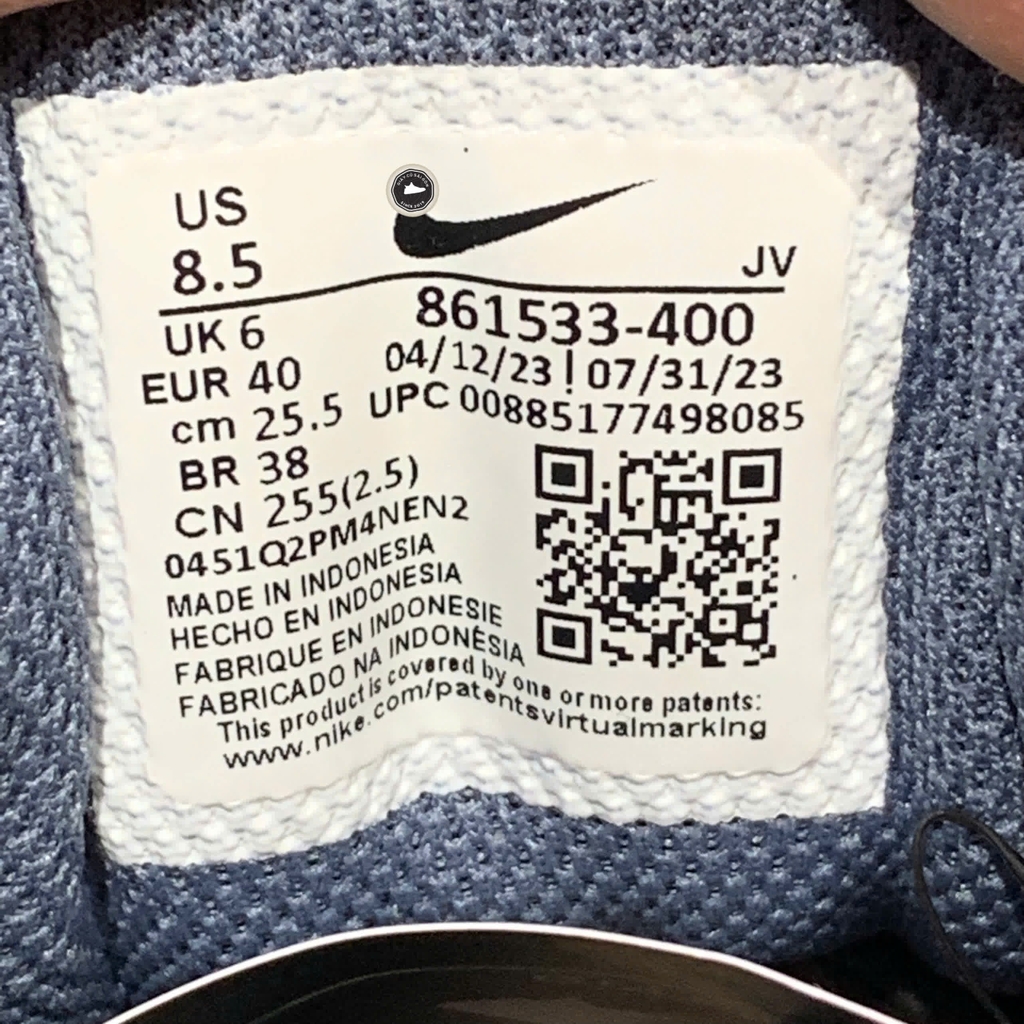 US
8.5
JV
UK 6
861533-400
EUR 40
04/12/23 | 07/31/23
cm 25.5
UPC 00885177498085
BR 38
CN 255(2.5)
0451Q2PM4NEN2
MADE IN INDONESIA
HECHO EN INDONESIA
FABRIQUE EN INDONESIE
FABRICADO NA INDONÉSIA
This product is covered by one or more patents:
www.nike.com/patentsvirtualmarking